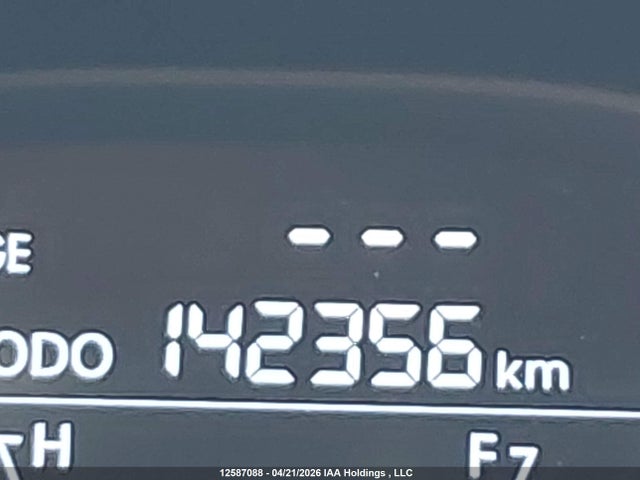 GE - - -
ODO 142356 km
H F
12587088 - 04/21/2026 IAA Holdings , LLC